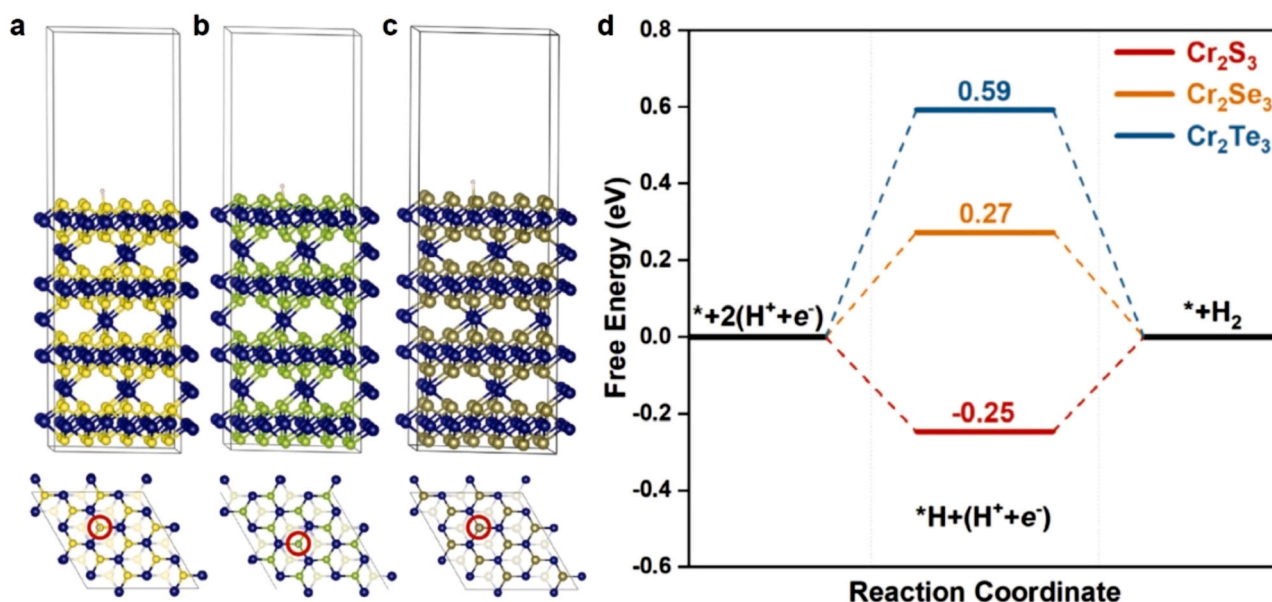 a
b
c
d
0.8
0.6
0.4
0.2
0.0
-0.2
-0.4
-0.6
Free Energy (eV)
Cr₂S₃
Cr₂Se₃
Cr₂Te₃
0.59
0.27
-0.25
*+2(H⁺+e⁻)
*+H₂
*H+(H⁺+e⁻)
Reaction Coordinate